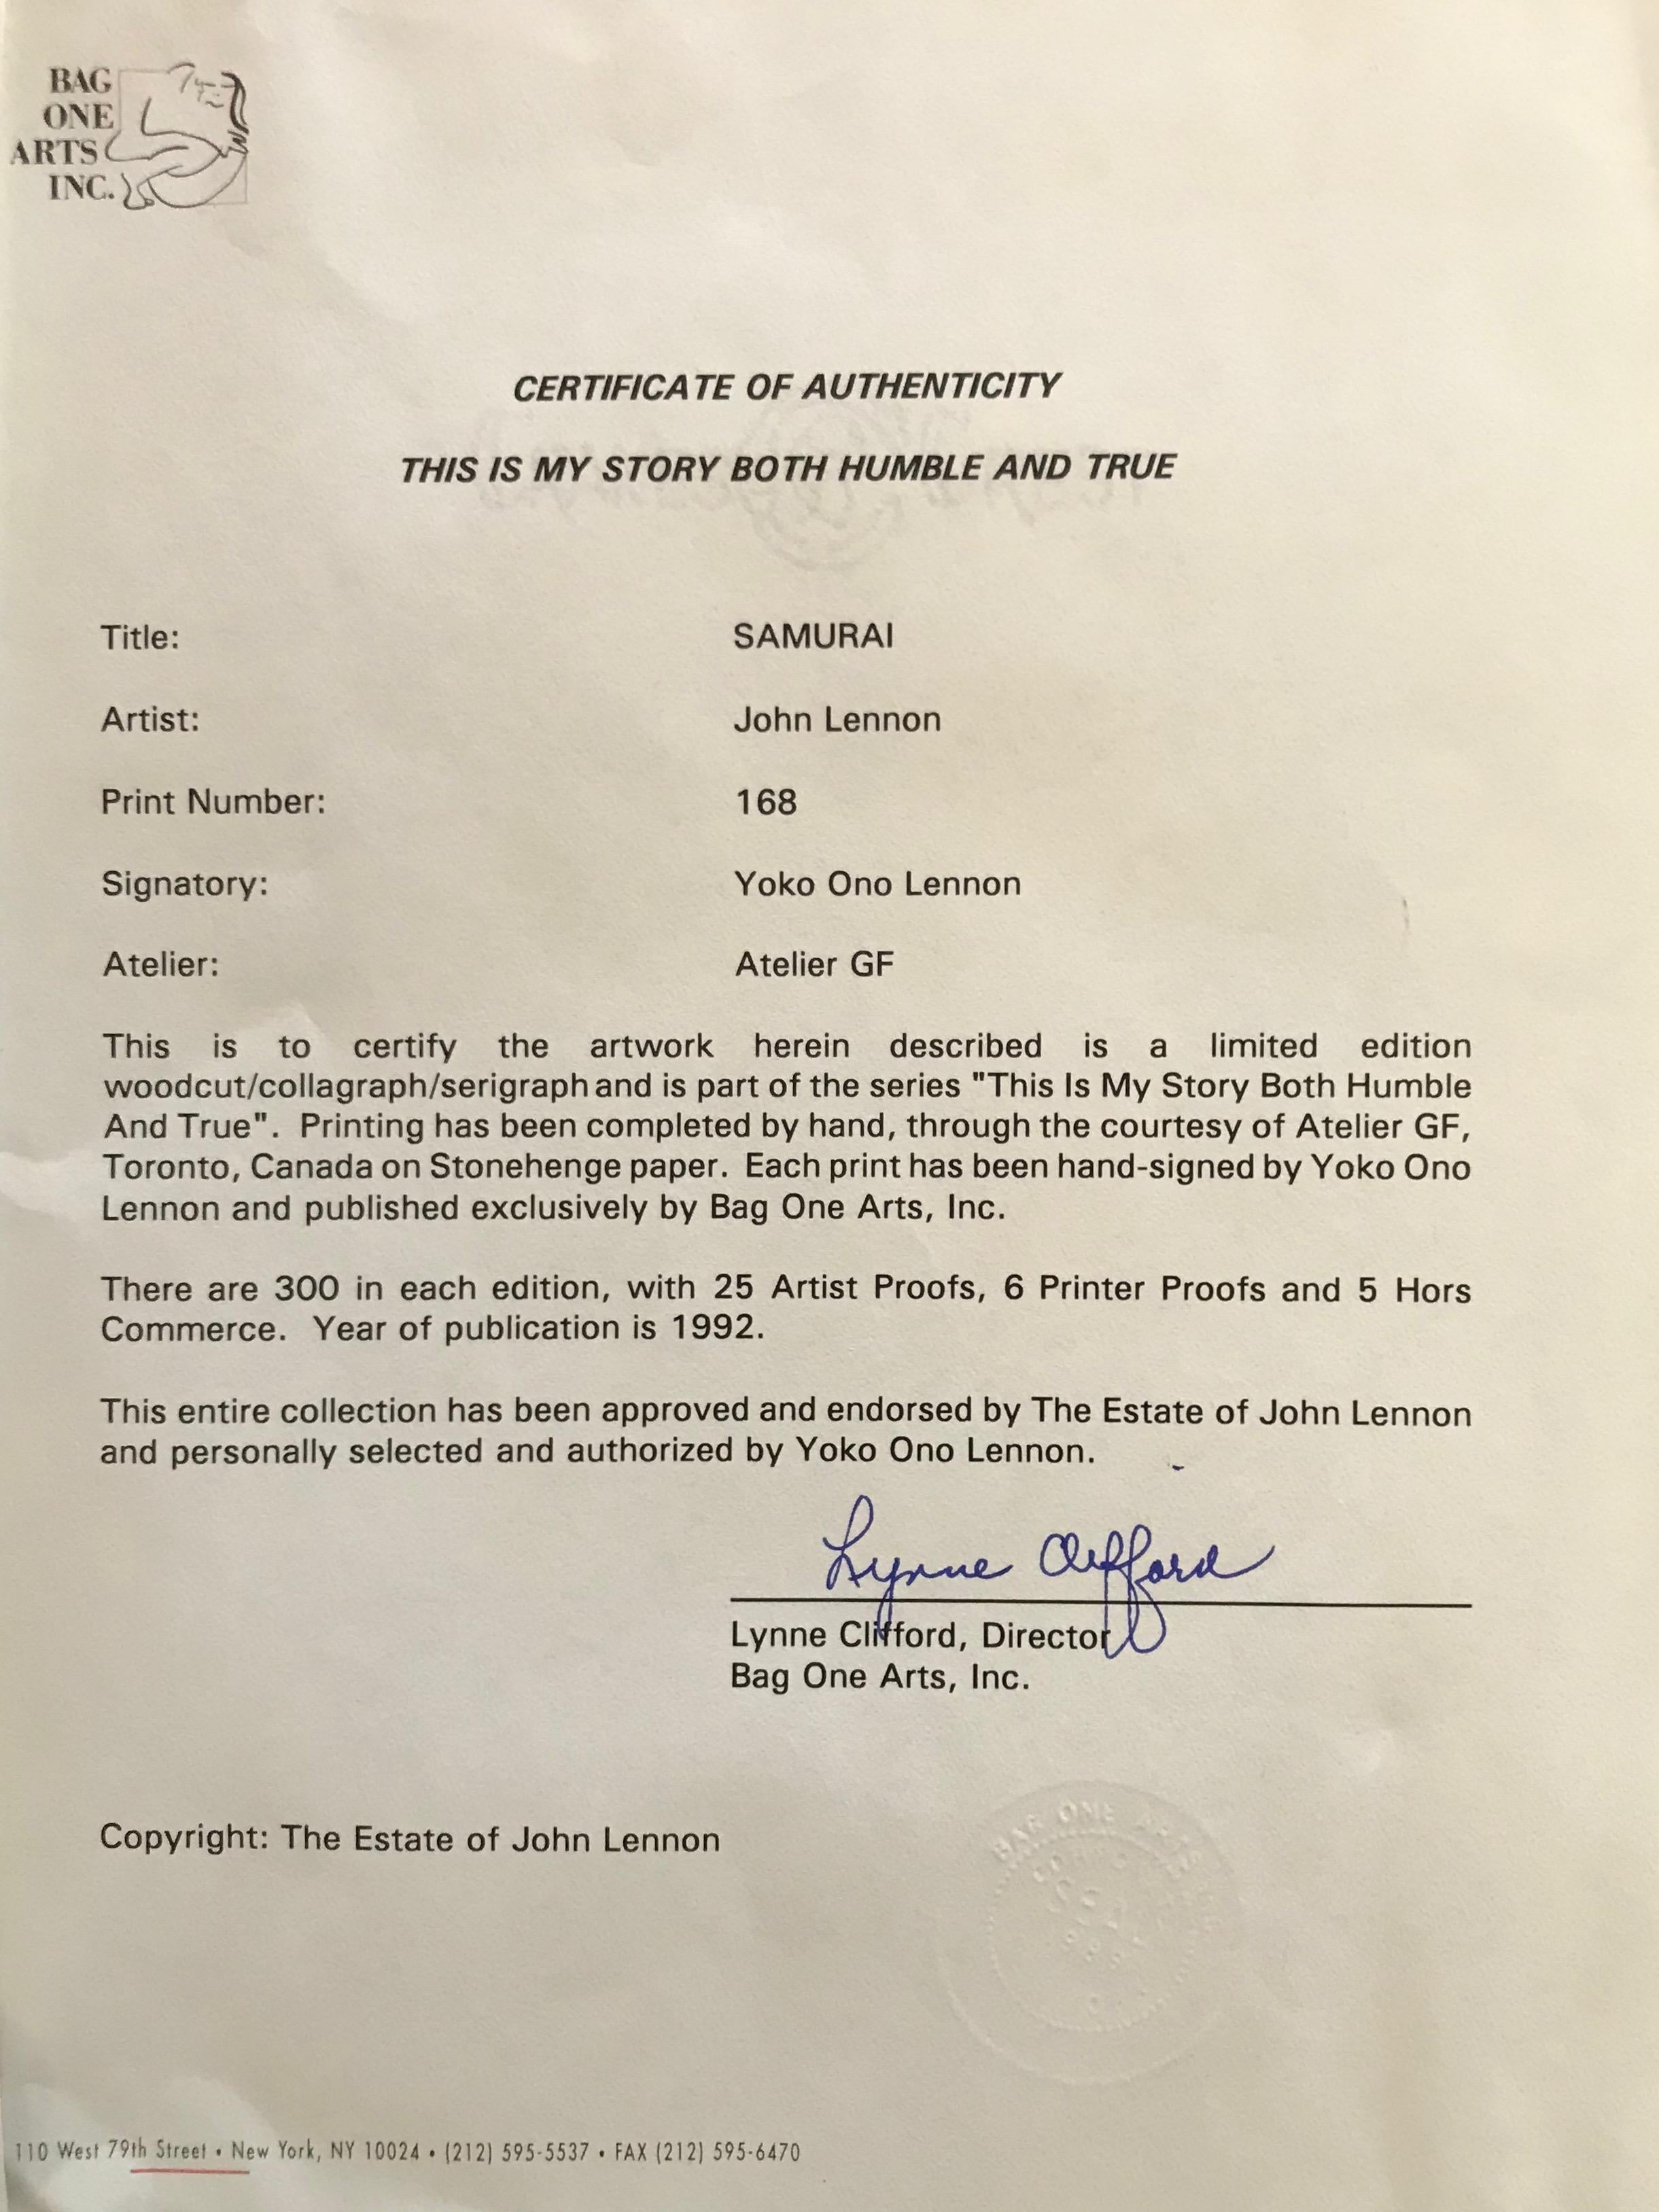 BAG
ONE
ARTS
INC.
CERTIFICATE OF AUTHENTICITY
THIS IS MY STORY BOTH HUMBLE AND TRUE
Title: SAMURAI
Artist: John Lennon
Print Number: 168
Signatory: Yoko Ono Lennon
Atelier: Atelier GF
This is to certify the artwork herein described is a limited edition
woodcut/collagraph/serigraph and is part of the series "This Is My Story Both Humble
And True". Printing has been completed by hand, through the courtesy of Atelier GF,
Toronto, Canada on Stonehenge paper. Each print has been hand-signed by Yoko Ono
Lennon and published exclusively by Bag One Arts, Inc.
There are 300 in each edition, with 25 Artist Proofs, 6 Printer Proofs and 5 Hors
Commerce. Year of publication is 1992.
This entire collection has been approved and endorsed by The Estate of John Lennon
and personally selected and authorized by Yoko Ono Lennon.
Lynne Clifford
Lynne Clifford, Director
Bag One Arts, Inc.
Copyright: The Estate of John Lennon
BAG ONE ARTS
110 West 79th Street • New York, NY 10024 • (212) 595-5537 • FAX (212) 595-6470